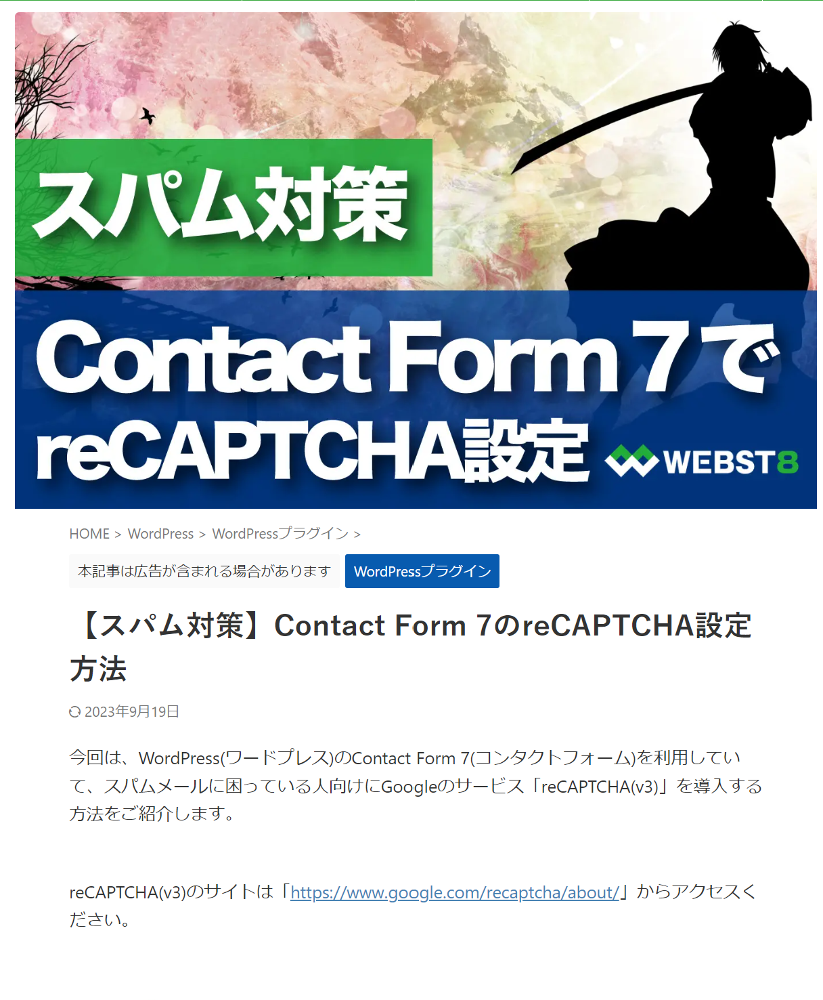 スパム対策
Contact Form 7で
reCAPTCHA設定
WEBST8
HOME > WordPress > WordPressプラグイン >
本記事は広告が含まれる場合があります WordPressプラグイン
【スパム対策】Contact Form 7のreCAPTCHA設定
方法
2023年9月19日
今回は、WordPress(ワードプレス)のContact Form 7(コンタクトフォーム)を利用してい
て、スパムメールに困っている人向けにGoogleのサービス「reCAPTCHA(v3)」を導入する
方法をご紹介します。
reCAPTCHA(v3)のサイトは「https://www.google.com/recaptcha/about/」からアクセスく
ださい。